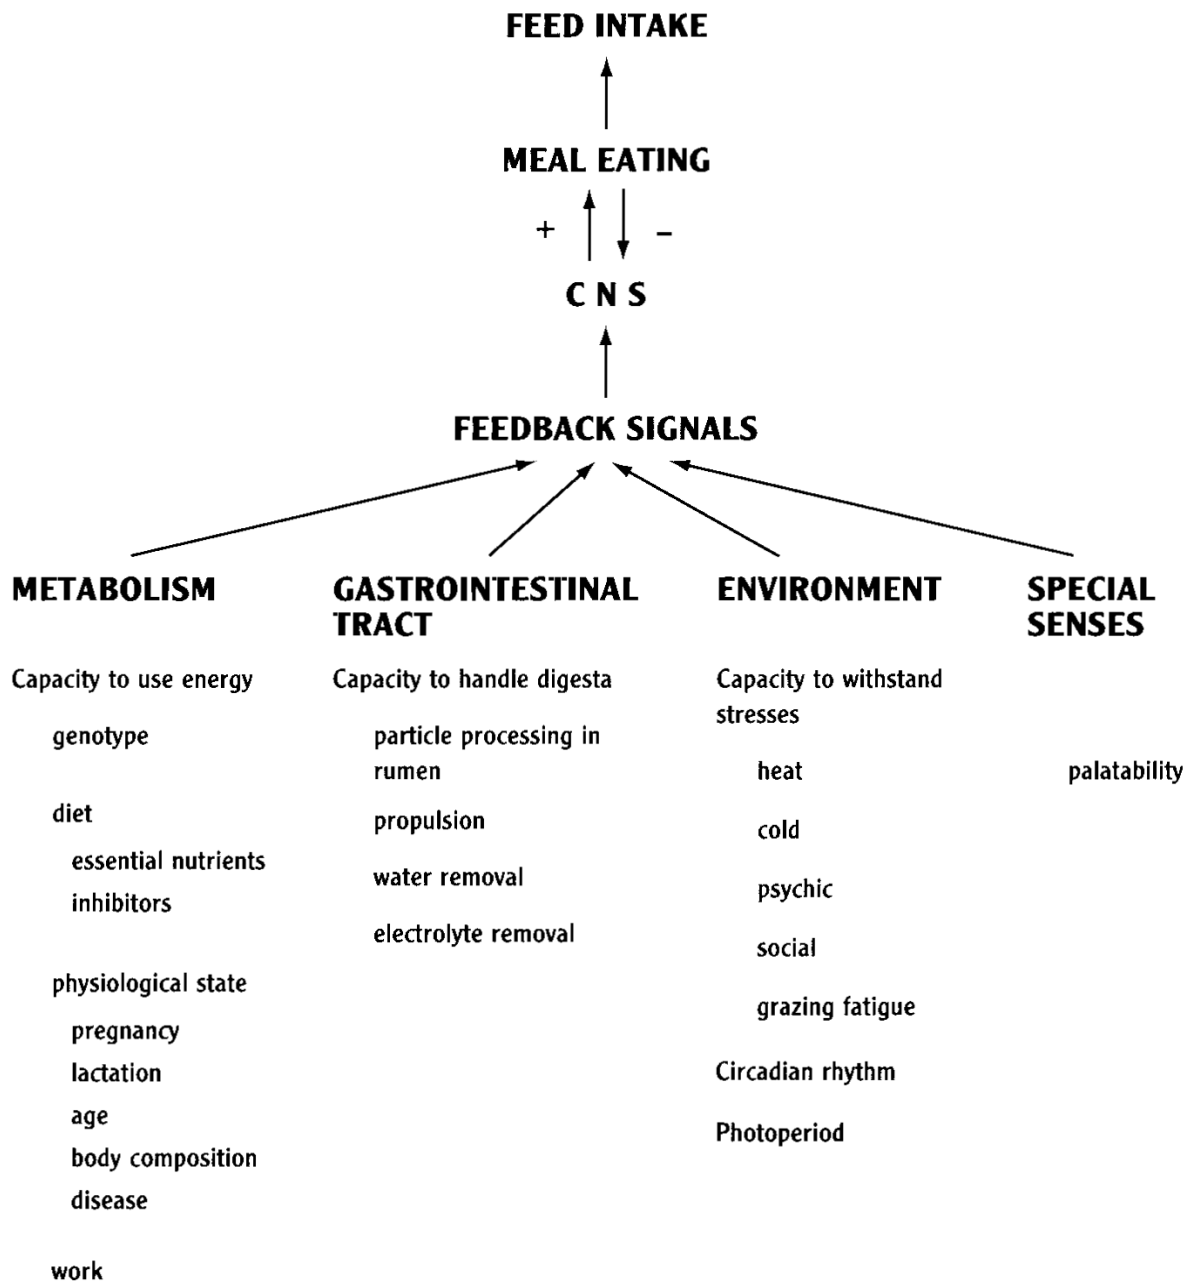 FEED INTAKE
MEAL EATING
+ −
C N S
FEEDBACK SIGNALS
METABOLISM
Capacity to use energy
genotype
diet
essential nutrients
inhibitors
physiological state
pregnancy
lactation
age
body composition
disease
work
GASTROINTESTINAL
TRACT
Capacity to handle digesta
particle processing in
rumen
propulsion
water removal
electrolyte removal
ENVIRONMENT
Capacity to withstand
stresses
heat
cold
psychic
social
grazing fatigue
Circadian rhythm
Photoperiod
SPECIAL
SENSES
palatability